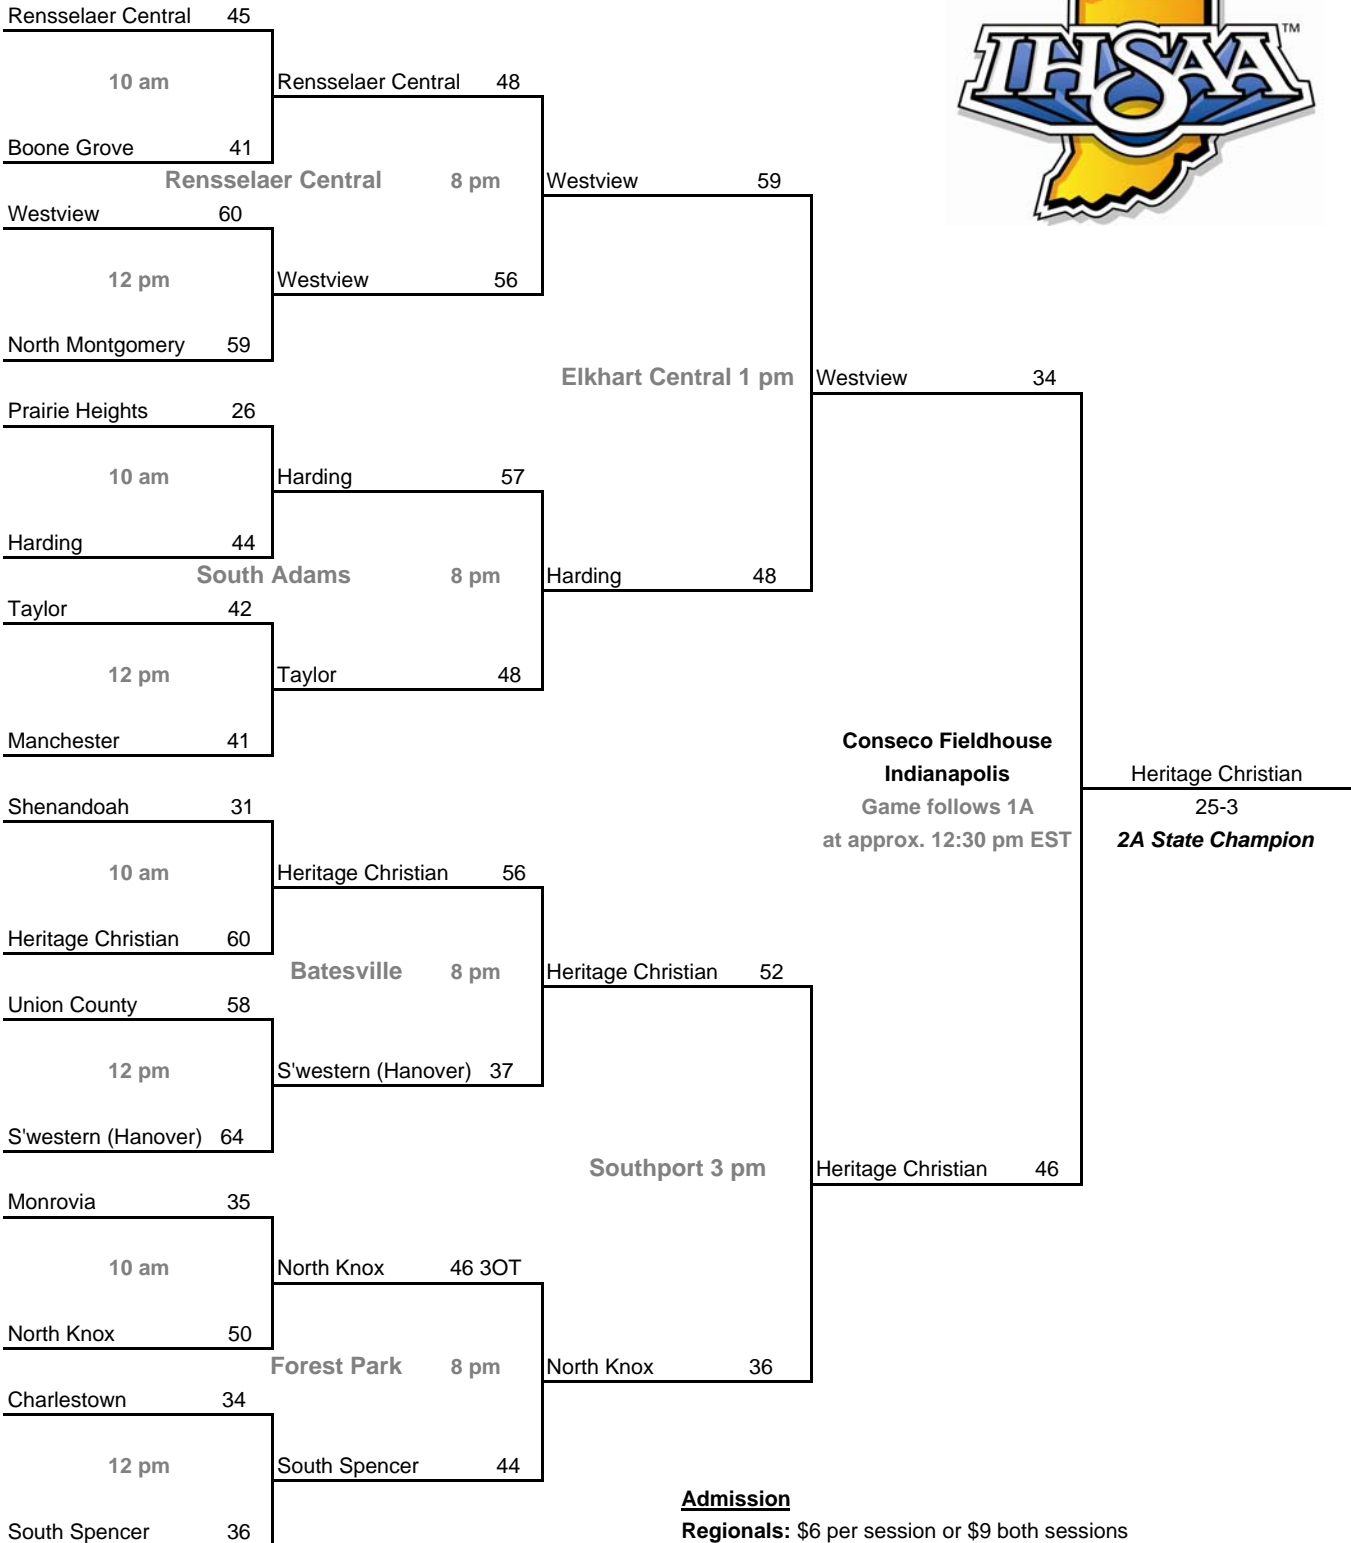 Rensselaer Central 45
10 am
Rensselaer Central 48
Boone Grove 41
Rensselaer Central 8 pm
Westview 59
Westview 60
12 pm
Westview 56
North Montgomery 59
Elkhart Central 1 pm
Westview 34
Prairie Heights 26
10 am
Harding 57
Harding 44
South Adams 8 pm
Harding 48
Taylor 42
12 pm
Taylor 48
Manchester 41
Conseco Fieldhouse
Indianapolis
Game follows 1A
at approx. 12:30 pm EST
Heritage Christian
25-3
2A State Champion
Shenandoah 31
10 am
Heritage Christian 56
Heritage Christian 60
Batesville 8 pm
Heritage Christian 52
Union County 58
12 pm
S'western (Hanover) 37
S'western (Hanover) 64
Southport 3 pm
Heritage Christian 46
Monrovia 35
10 am
North Knox 46 3OT
North Knox 50
Forest Park 8 pm
North Knox 36
Charlestown 34
12 pm
South Spencer 44
South Spencer 36
Admission
Regionals: $6 per session or $9 both sessions
IHSAA™